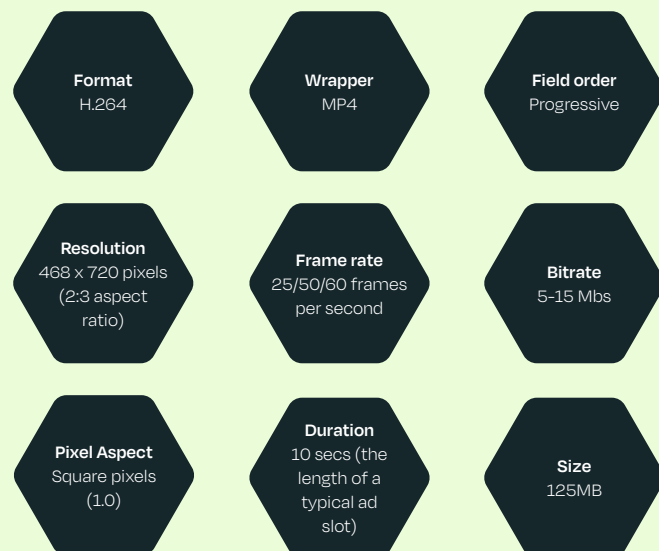 Format
H.264
Wrapper
MP4
Field order
Progressive
Resolution
468 x 720 pixels
(2:3 aspect
ratio)
Frame rate
25/50/60 frames
per second
Bitrate
5-15 Mbs
Pixel Aspect
Square pixels
(1.0)
Duration
10 secs (the
length of a
typical ad
slot)
Size
125MB